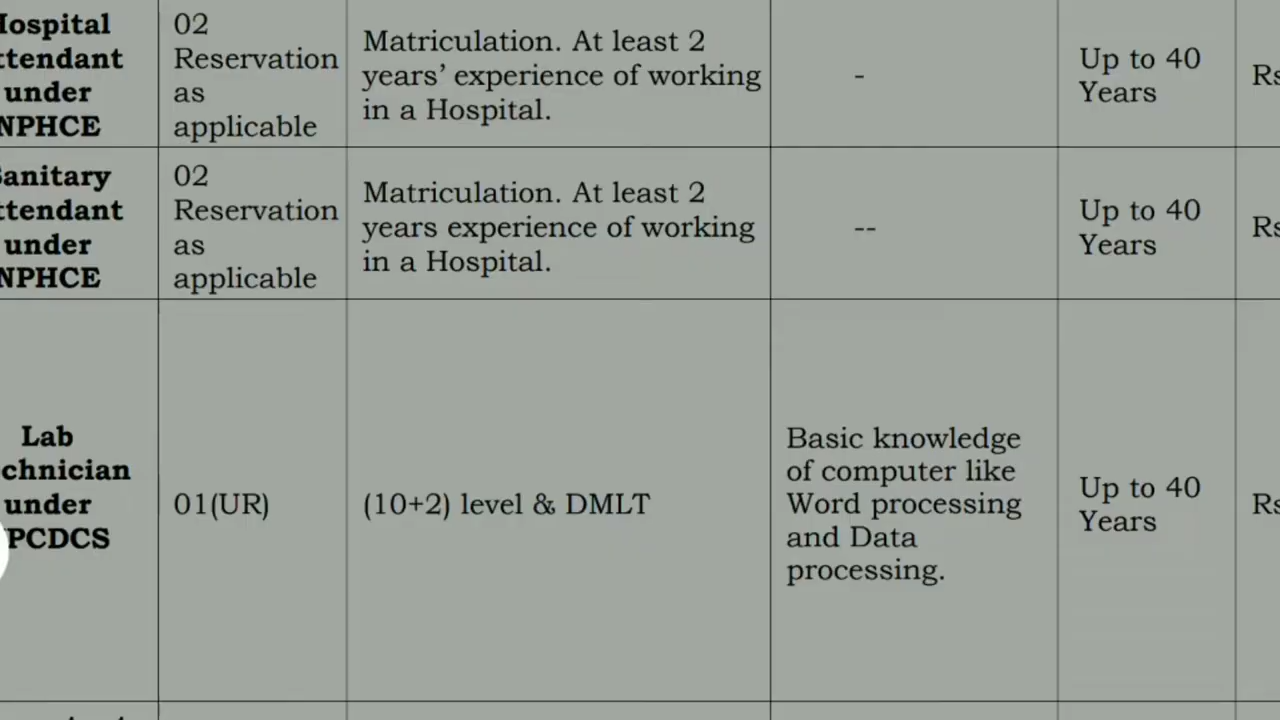 Hospital
ttendant
under
NPHCE
02
Reservation
as
applicable
Matriculation. At least 2
years’ experience of working
in a Hospital.
-
Up to 40
Years
Rs
Sanitary
ttendant
under
NPHCE
02
Reservation
as
applicable
Matriculation. At least 2
years experience of working
in a Hospital.
--
Up to 40
Years
Rs
Lab
chnician
under
PCDCS
01(UR)
(10+2) level & DMLT
Basic knowledge
of computer like
Word processing
and Data
processing.
Up to 40
Years
Rs